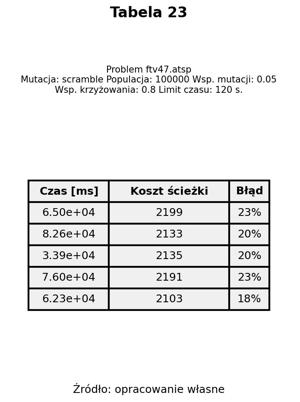 Tabela 23
Problem ftv47.atsp
Mutacja: scramble Populacja: 100000 Wsp. mutacji: 0.05
Wsp. krzyżowania: 0.8 Limit czasu: 120 s.
Czas [ms] Koszt ścieżki Błąd
6.50e+04 2199 23%
8.26e+04 2133 20%
3.39e+04 2135 20%
7.60e+04 2191 23%
6.23e+04 2103 18%
Źródło: opracowanie własne